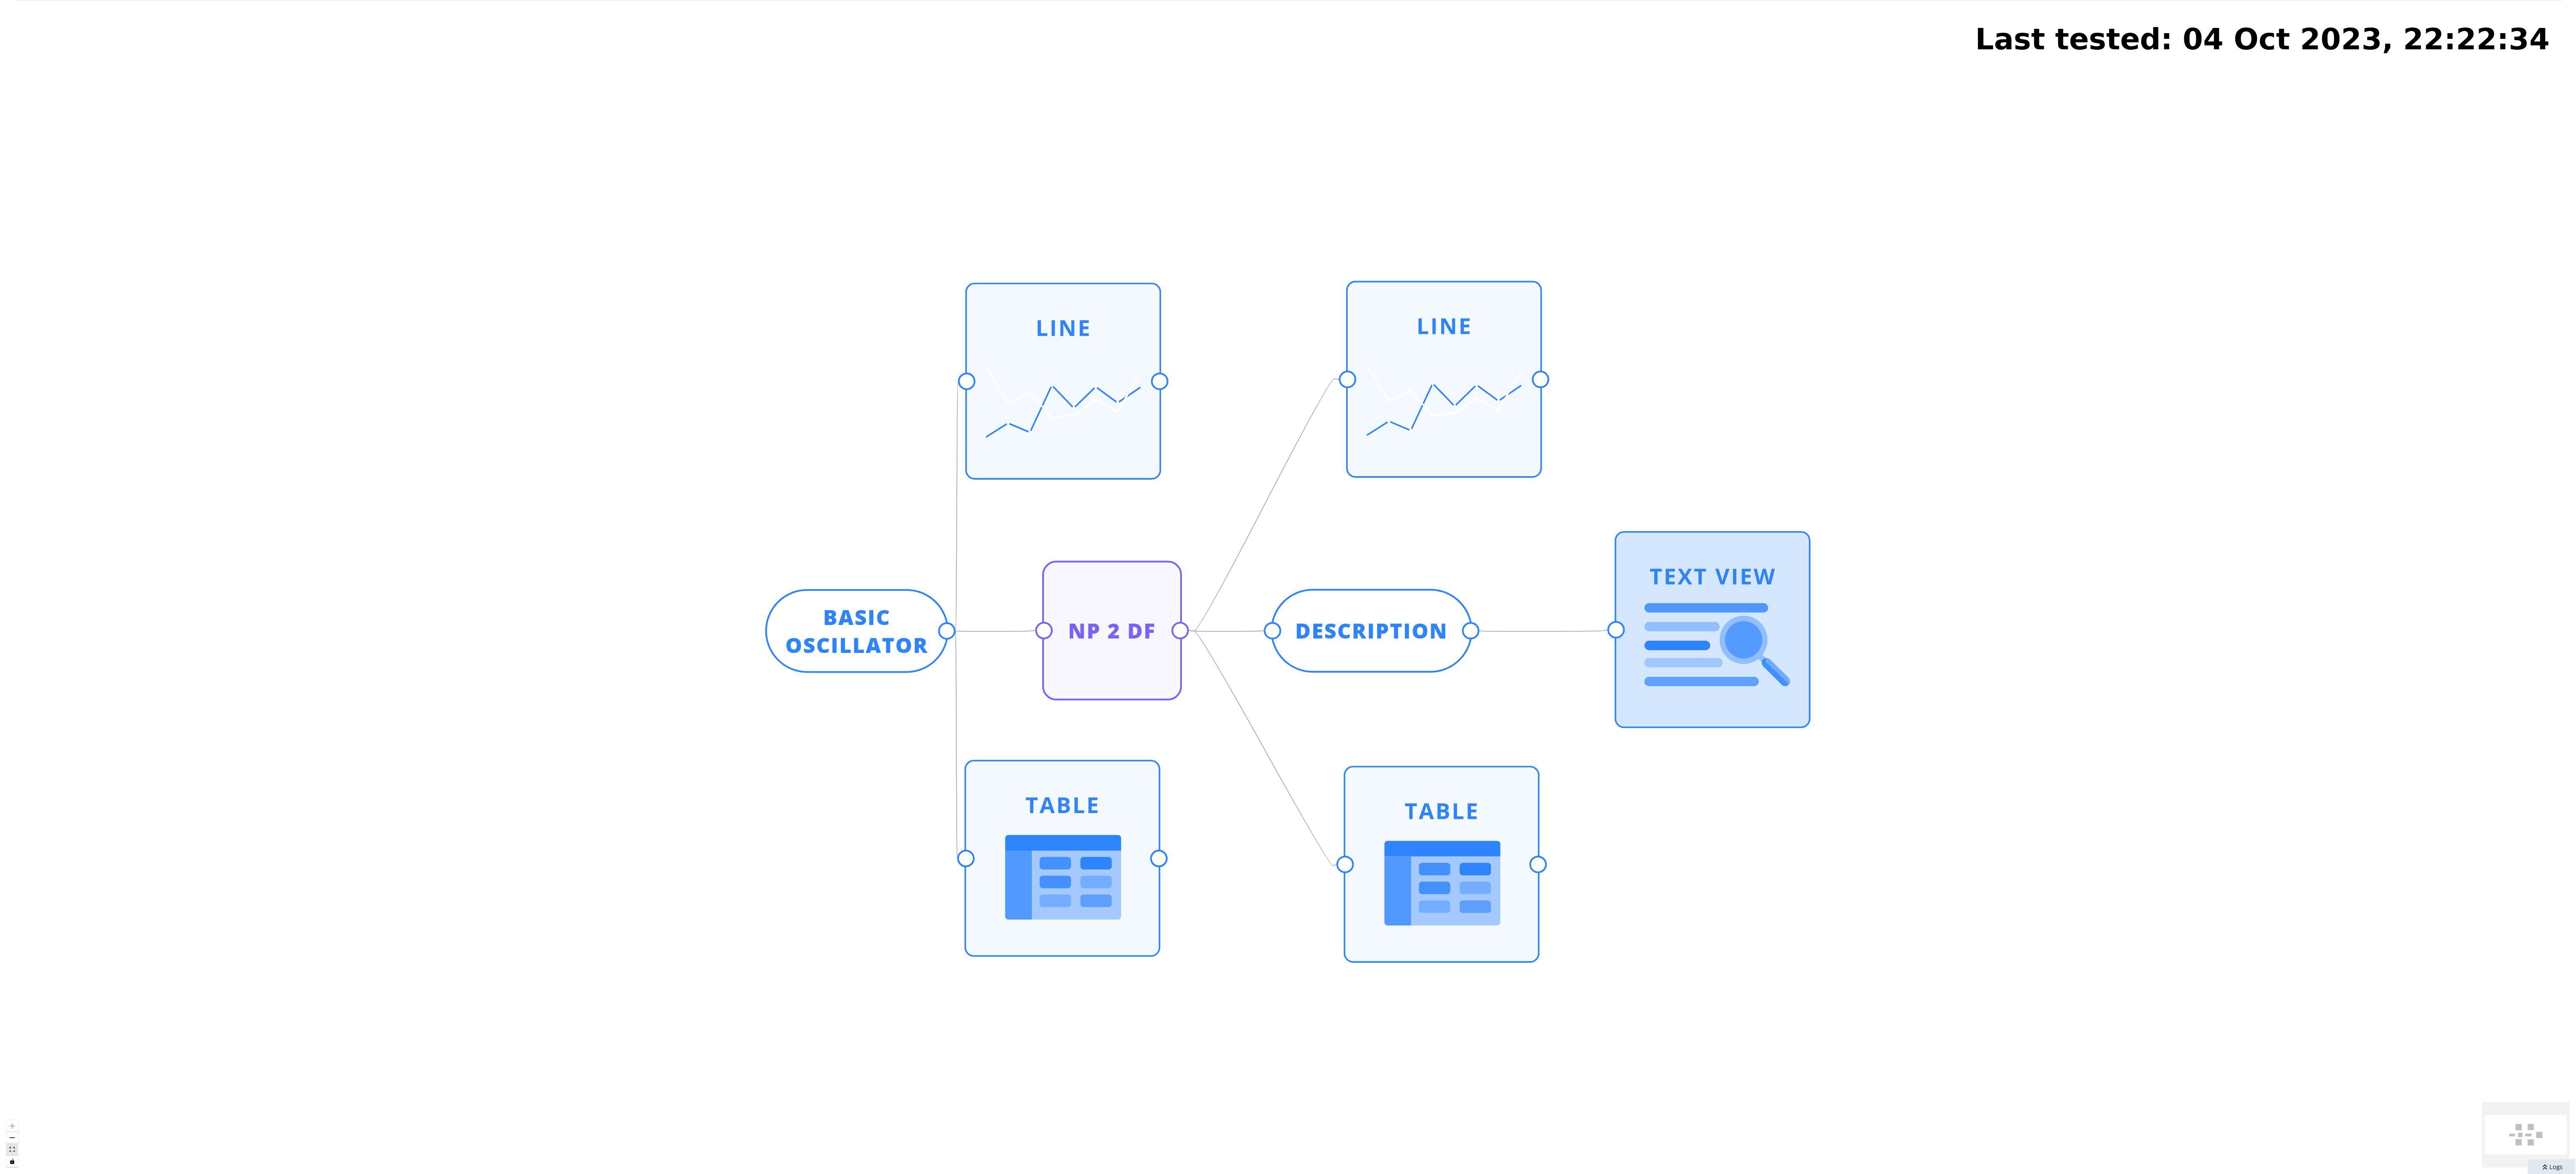 Last tested: 04 Oct 2023, 22:22:34
LINE
LINE
TEXT VIEW
BASIC
OSCILLATOR
NP 2 DF
DESCRIPTION
TABLE
TABLE
Logs